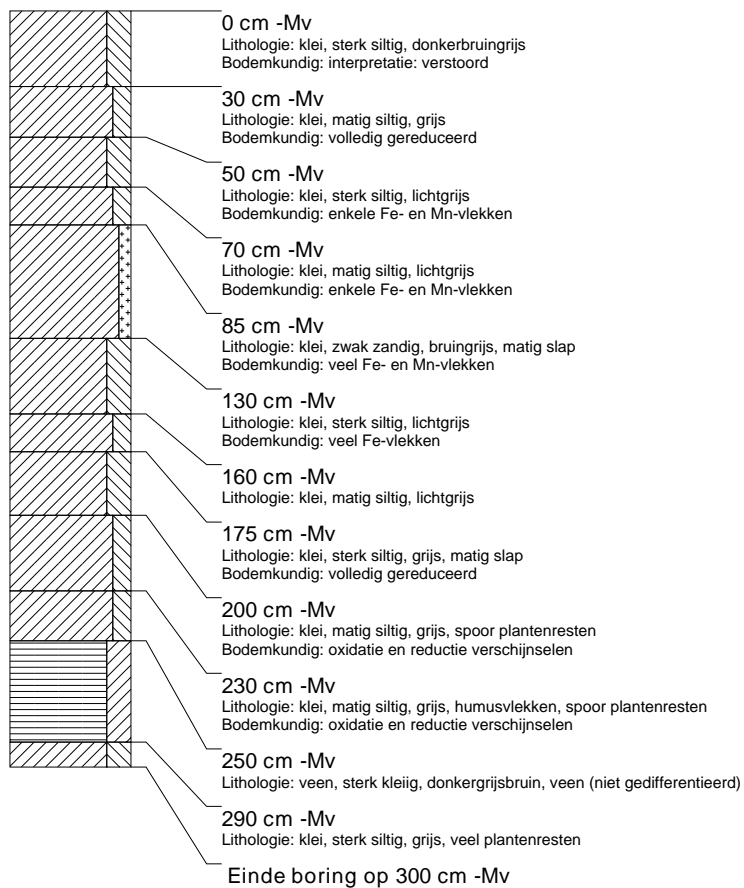 0 cm -Mv
Lithologie: klei, sterk siltig, donkerbruingrijs
Bodemkundig: interpretatie: verstoord
30 cm -Mv
Lithologie: klei, matig siltig, grijs
Bodemkundig: volledig gereduceerd
50 cm -Mv
Lithologie: klei, sterk siltig, lichtgrijs
Bodemkundig: enkele Fe- en Mn-vlekken
70 cm -Mv
Lithologie: klei, matig siltig, lichtgrijs
Bodemkundig: enkele Fe- en Mn-vlekken
85 cm -Mv
Lithologie: klei, zwak zandig, bruingrijs, matig slap
Bodemkundig: veel Fe- en Mn-vlekken
130 cm -Mv
Lithologie: klei, sterk siltig, lichtgrijs
Bodemkundig: veel Fe-vlekken
160 cm -Mv
Lithologie: klei, matig siltig, lichtgrijs
175 cm -Mv
Lithologie: klei, sterk siltig, grijs, matig slap
Bodemkundig: volledig gereduceerd
200 cm -Mv
Lithologie: klei, matig siltig, grijs, spoor plantenresten
Bodemkundig: oxidatie en reductie verschijnselen
230 cm -Mv
Lithologie: klei, matig siltig, grijs, humusvlekken, spoor plantenresten
Bodemkundig: oxidatie en reductie verschijnselen
250 cm -Mv
Lithologie: veen, sterk kleiig, donkergrijsbruin, veen (niet gedifferentieerd)
290 cm -Mv
Lithologie: klei, sterk siltig, grijs, veel plantenresten
Einde boring op 300 cm -Mv